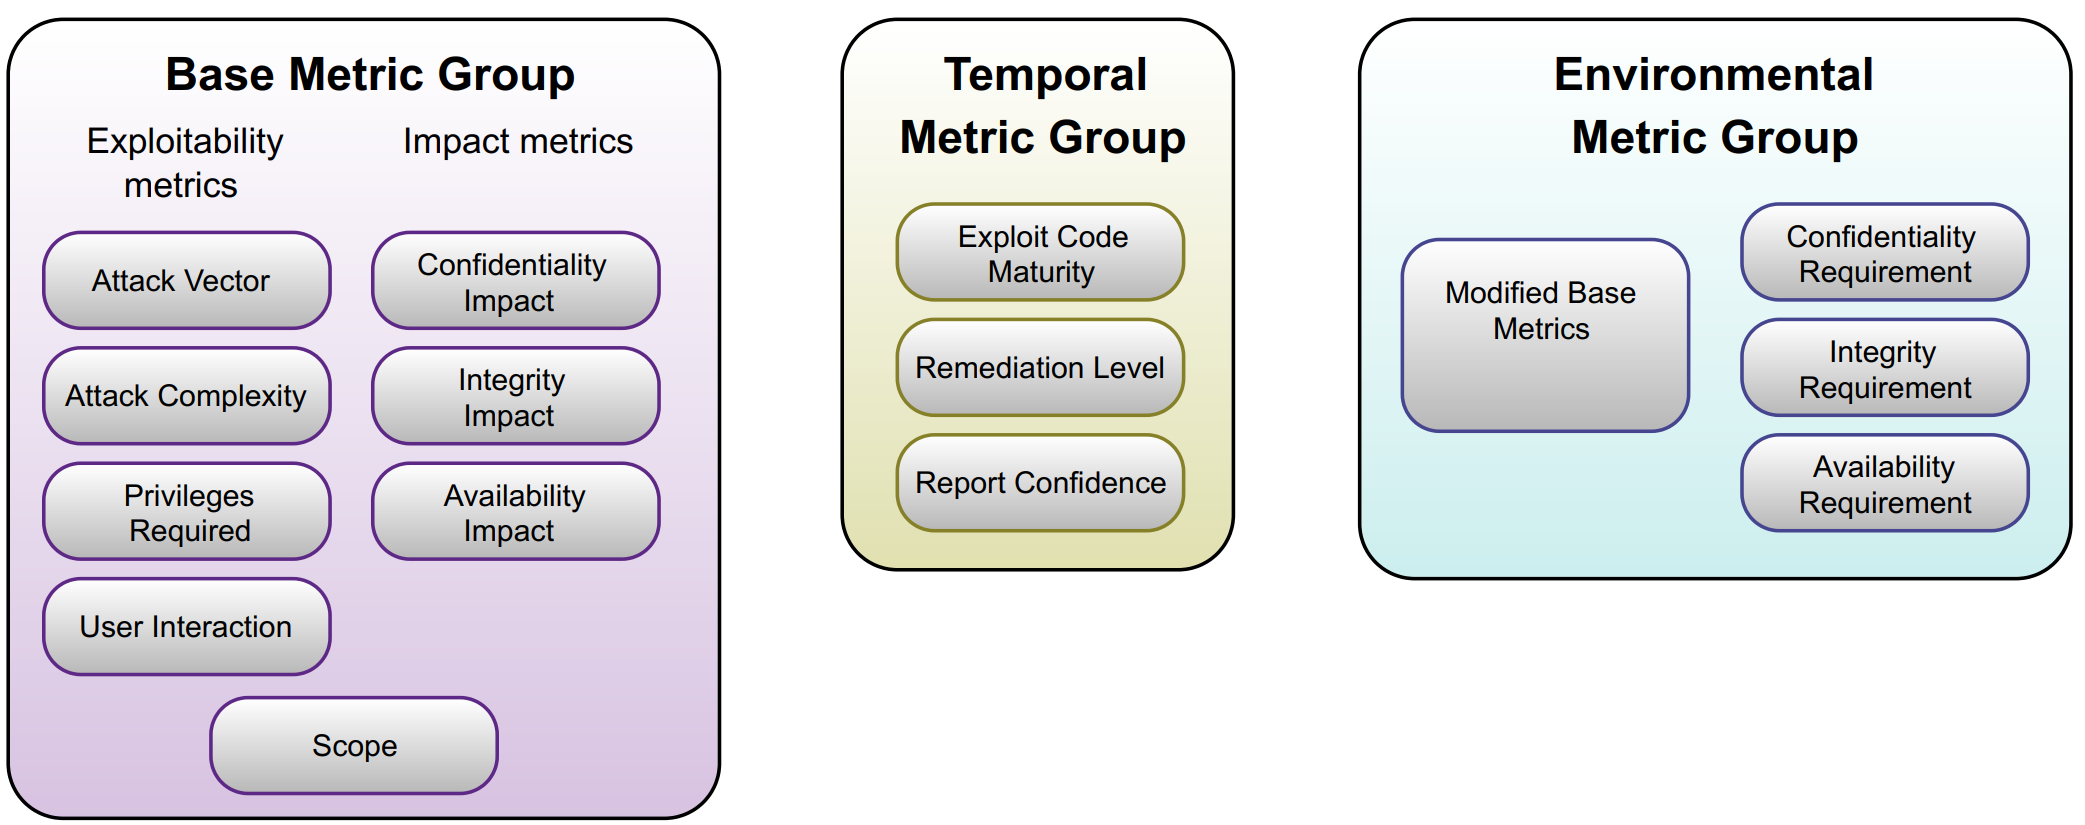 Base Metric Group
Exploitability
metrics
Attack Vector
Attack Complexity
Privileges
Required
User Interaction
Impact metrics
Confidentiality
Impact
Integrity
Impact
Availability
Impact
Scope
Temporal
Metric Group
Exploit Code
Maturity
Remediation Level
Report Confidence
Environmental
Metric Group
Modified Base
Metrics
Confidentiality
Requirement
Integrity
Requirement
Availability
Requirement